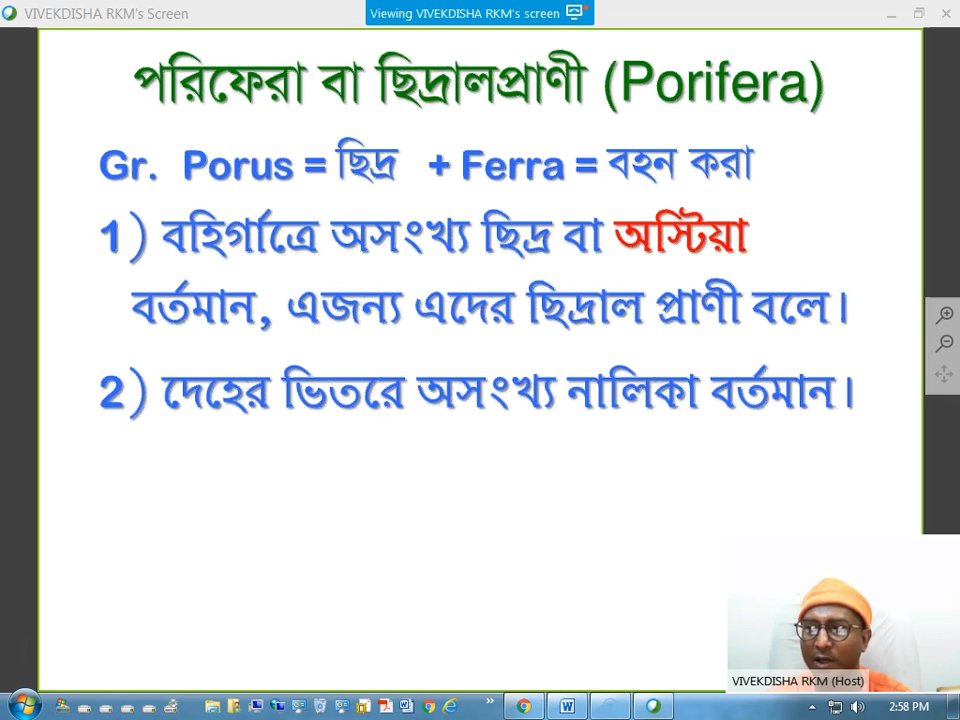 VIVEKDISHA RKM's Screen
Viewing VIVEKDISHA RKM's screen
পরিফেরা বা ছিদ্রালপ্রাণী (Porifera)
Gr. Porus = ছিদ্র + Ferra = বহন করা
1) বহির্গাত্রে অসংখ্য ছিদ্র বা অস্টিয়া
বর্তমান, এজন্য এদের ছিদ্রাল প্রাণী বলে।
2) দেহের ভিতরে অসংখ্য নালিকা বর্তমান।
VIVEKDISHA RKM (Host)
2:58 PM